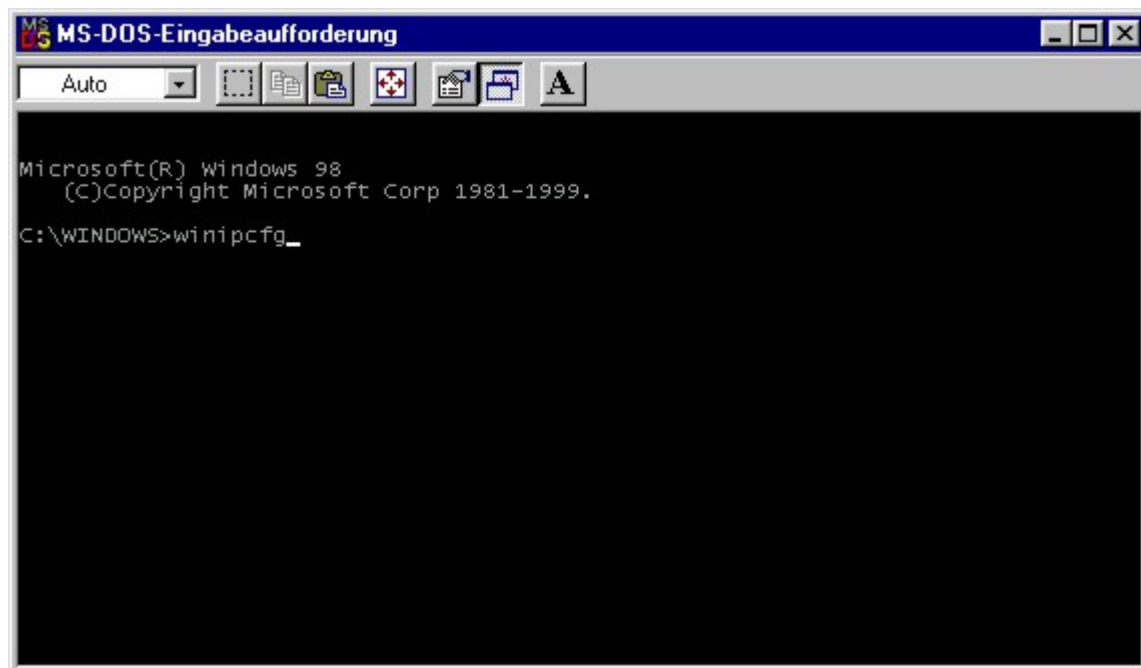 MS-DOS-Eingabeaufforderung
Auto
A
Microsoft(R) Windows 98
(C)Copyright Microsoft Corp 1981-1999.
C:\WINDOWS>winipcfg_